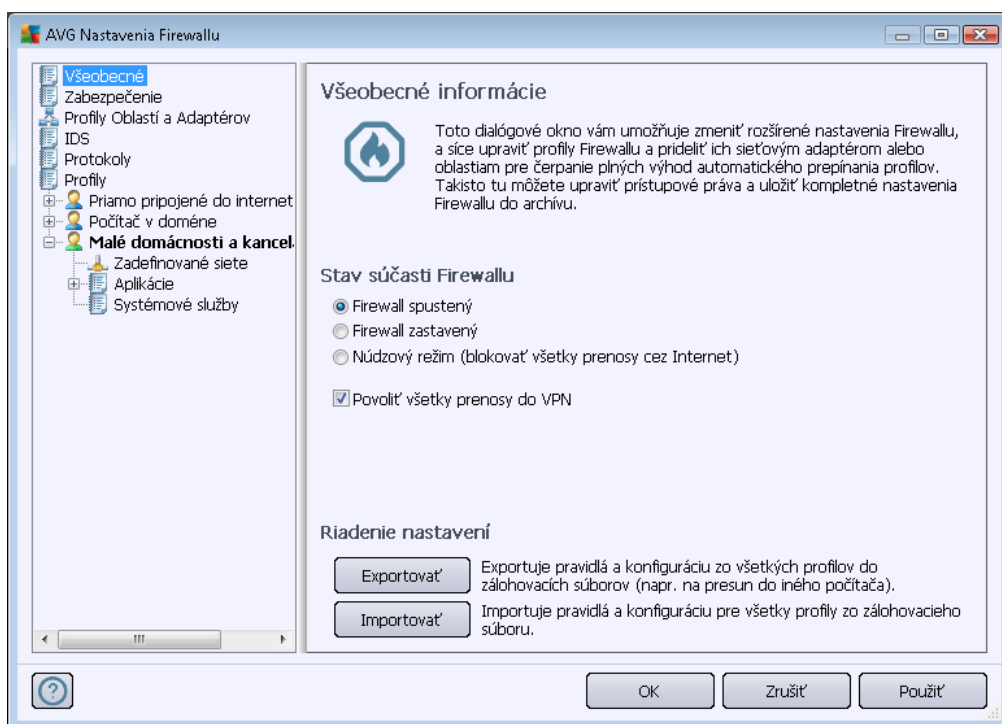 AVG Nastavenia Firewallu
Všeobecné
Zabezpečenie
Profily Oblastí a Adaptérov
IDS
Protokoly
Profily
Priamo pripojené do internet
Počítač v doméne
Malé domácnosti a kancel
Zadefinované siete
Aplikácie
Systémové služby
Všeobecné informácie
Toto dialógové okno vám umožňuje zmeniť rozšírené nastavenia Firewallu,
a síce upraviť profily Firewallu a prideliť ich sieťovým adaptérom alebo
oblastiam pre čerpanie plných výhod automatického prepínania profilov.
Takisto tu môžete upraviť prístupové práva a uložiť kompletné nastavenia
Firewallu do archívu.
Stav súčasti Firewallu
Firewall spustený
Firewall zastavený
Núdzový režim (blokovať všetky prenosy cez Internet)
Povoliť všetky prenosy do VPN
Riadenie nastavení
Exportovať
Exportuje pravidlá a konfiguráciu zo všetkých profilov do
zálohovacích súborov (napr. na presun do iného počítača).
Importovať
Importuje pravidlá a konfiguráciu pre všetky profily zo zálohovacieho
súboru.
OK
Zrušiť
Použiť